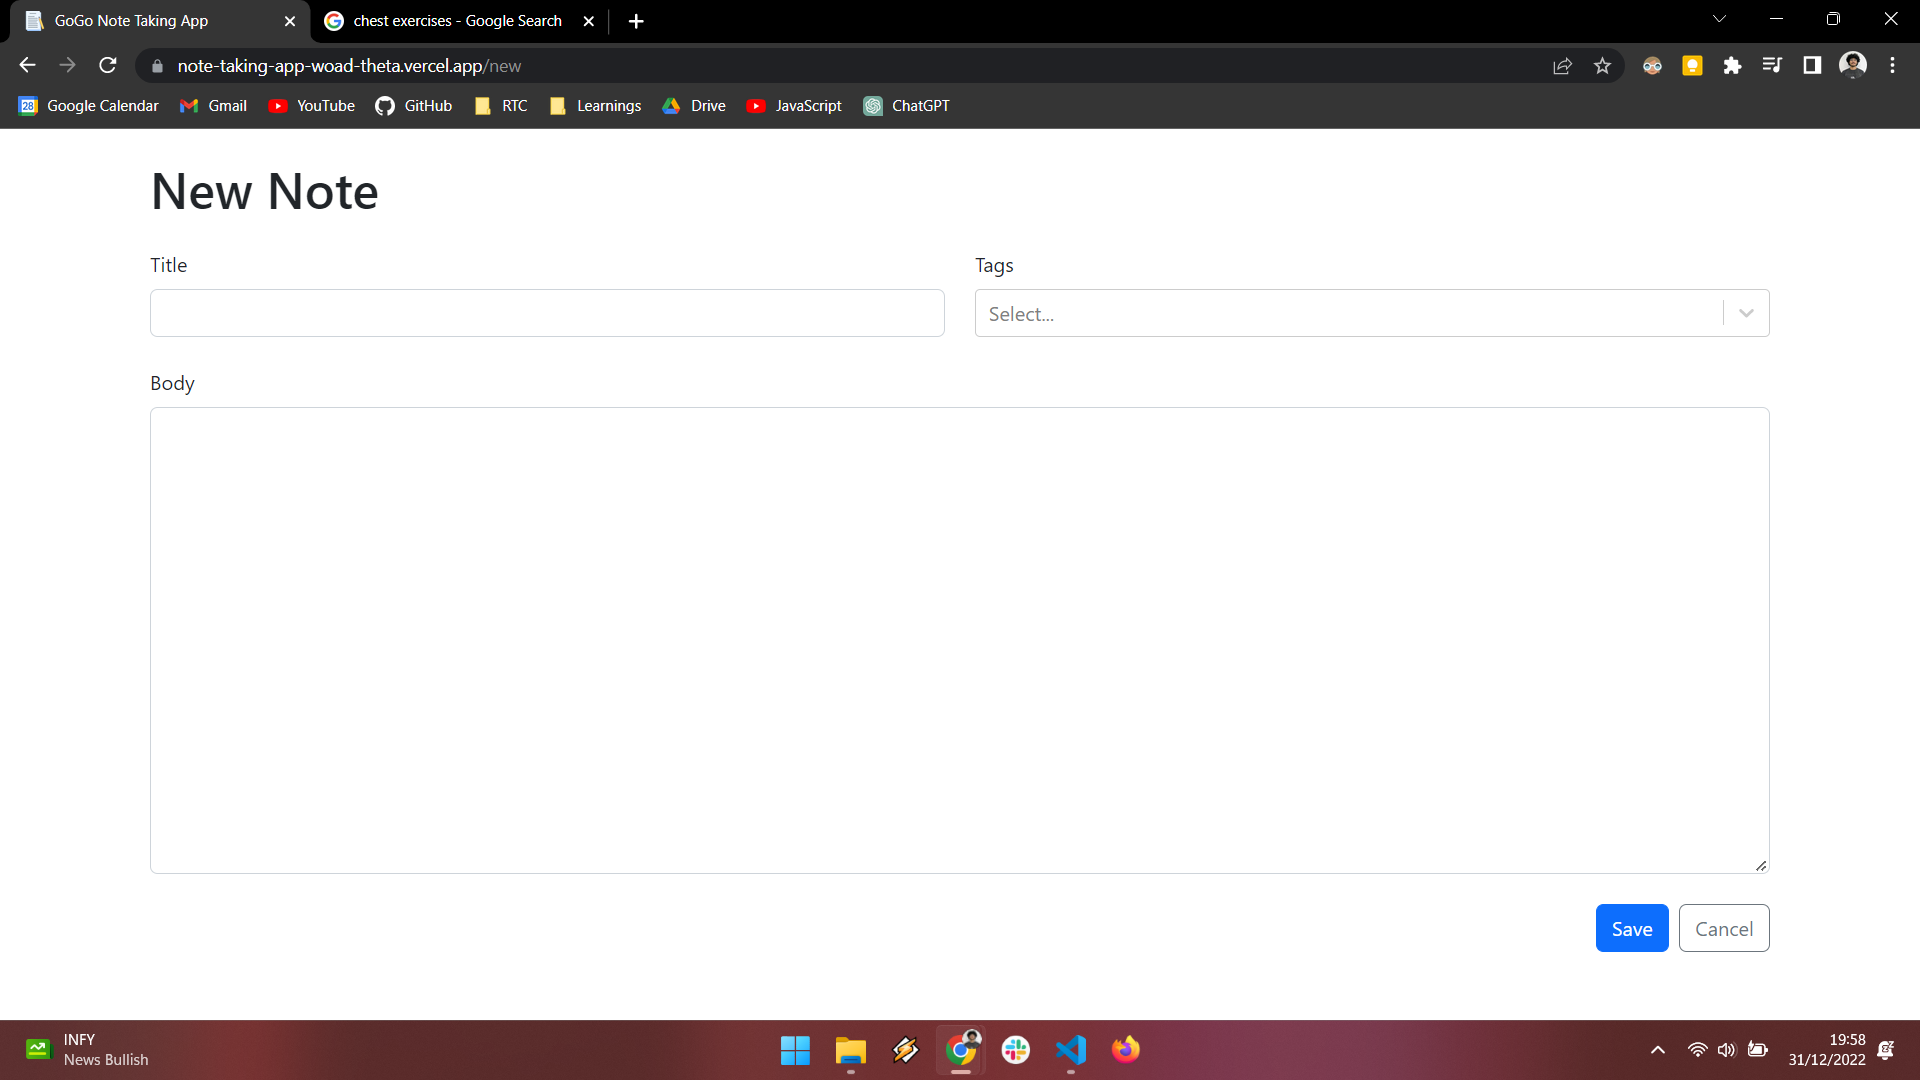 GoGo Note Taking App
chest exercises - Google Search
note-taking-app-woad-theta.vercel.app/new
28 Google Calendar Gmail YouTube GitHub RTC Learnings Drive JavaScript ChatGPT
New Note
Title
Tags
Select...
Body
Save Cancel
INFY
News Bullish
19:58
31/12/2022